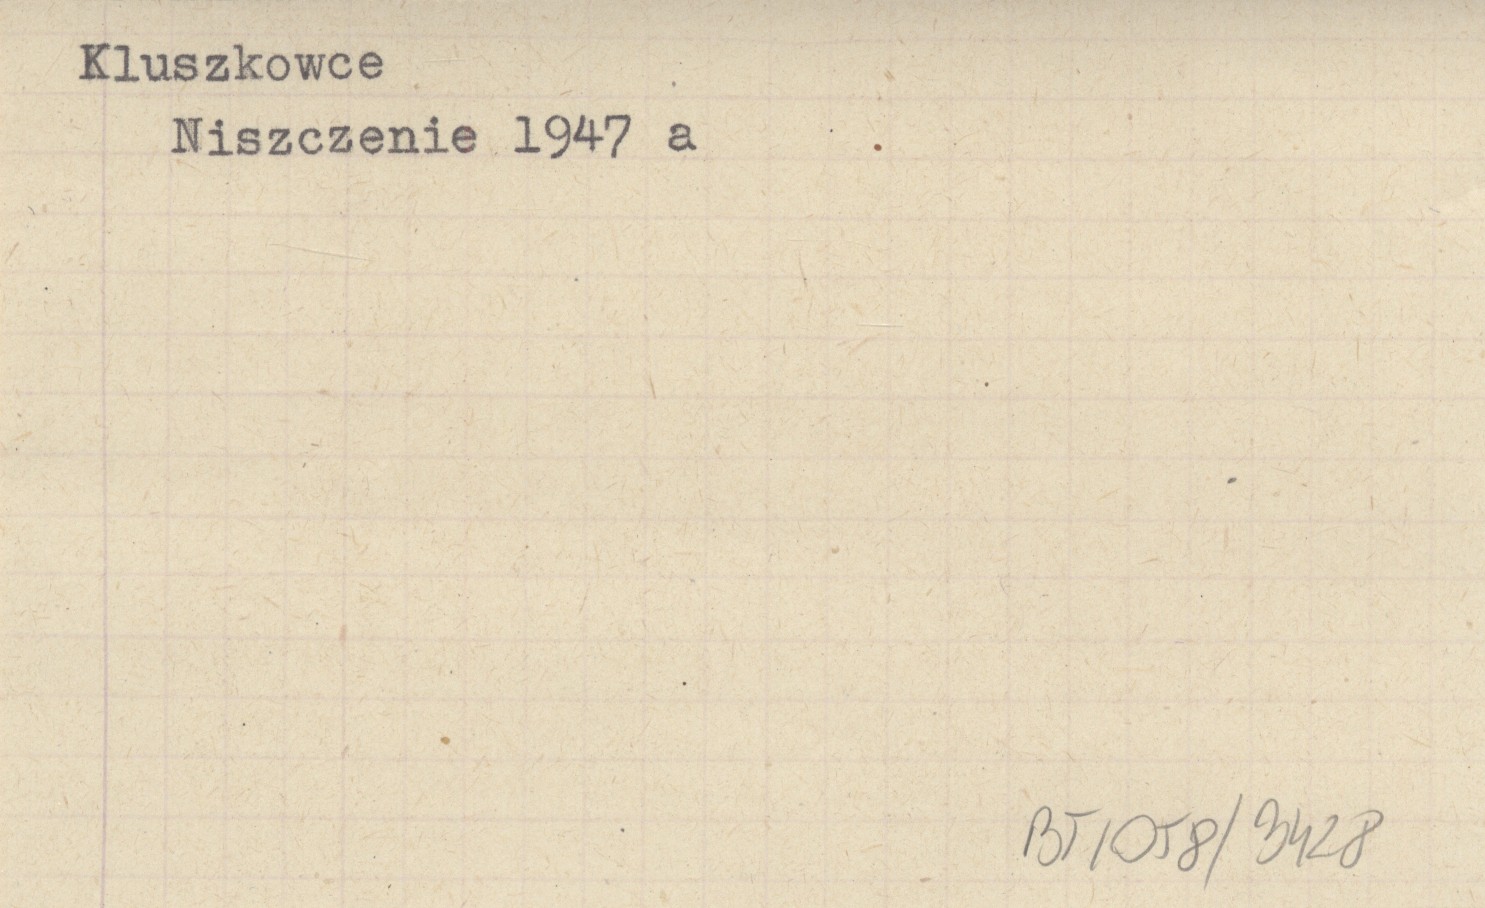 Kluszkowce
Niszczenie 1947 a
BT1058/3428